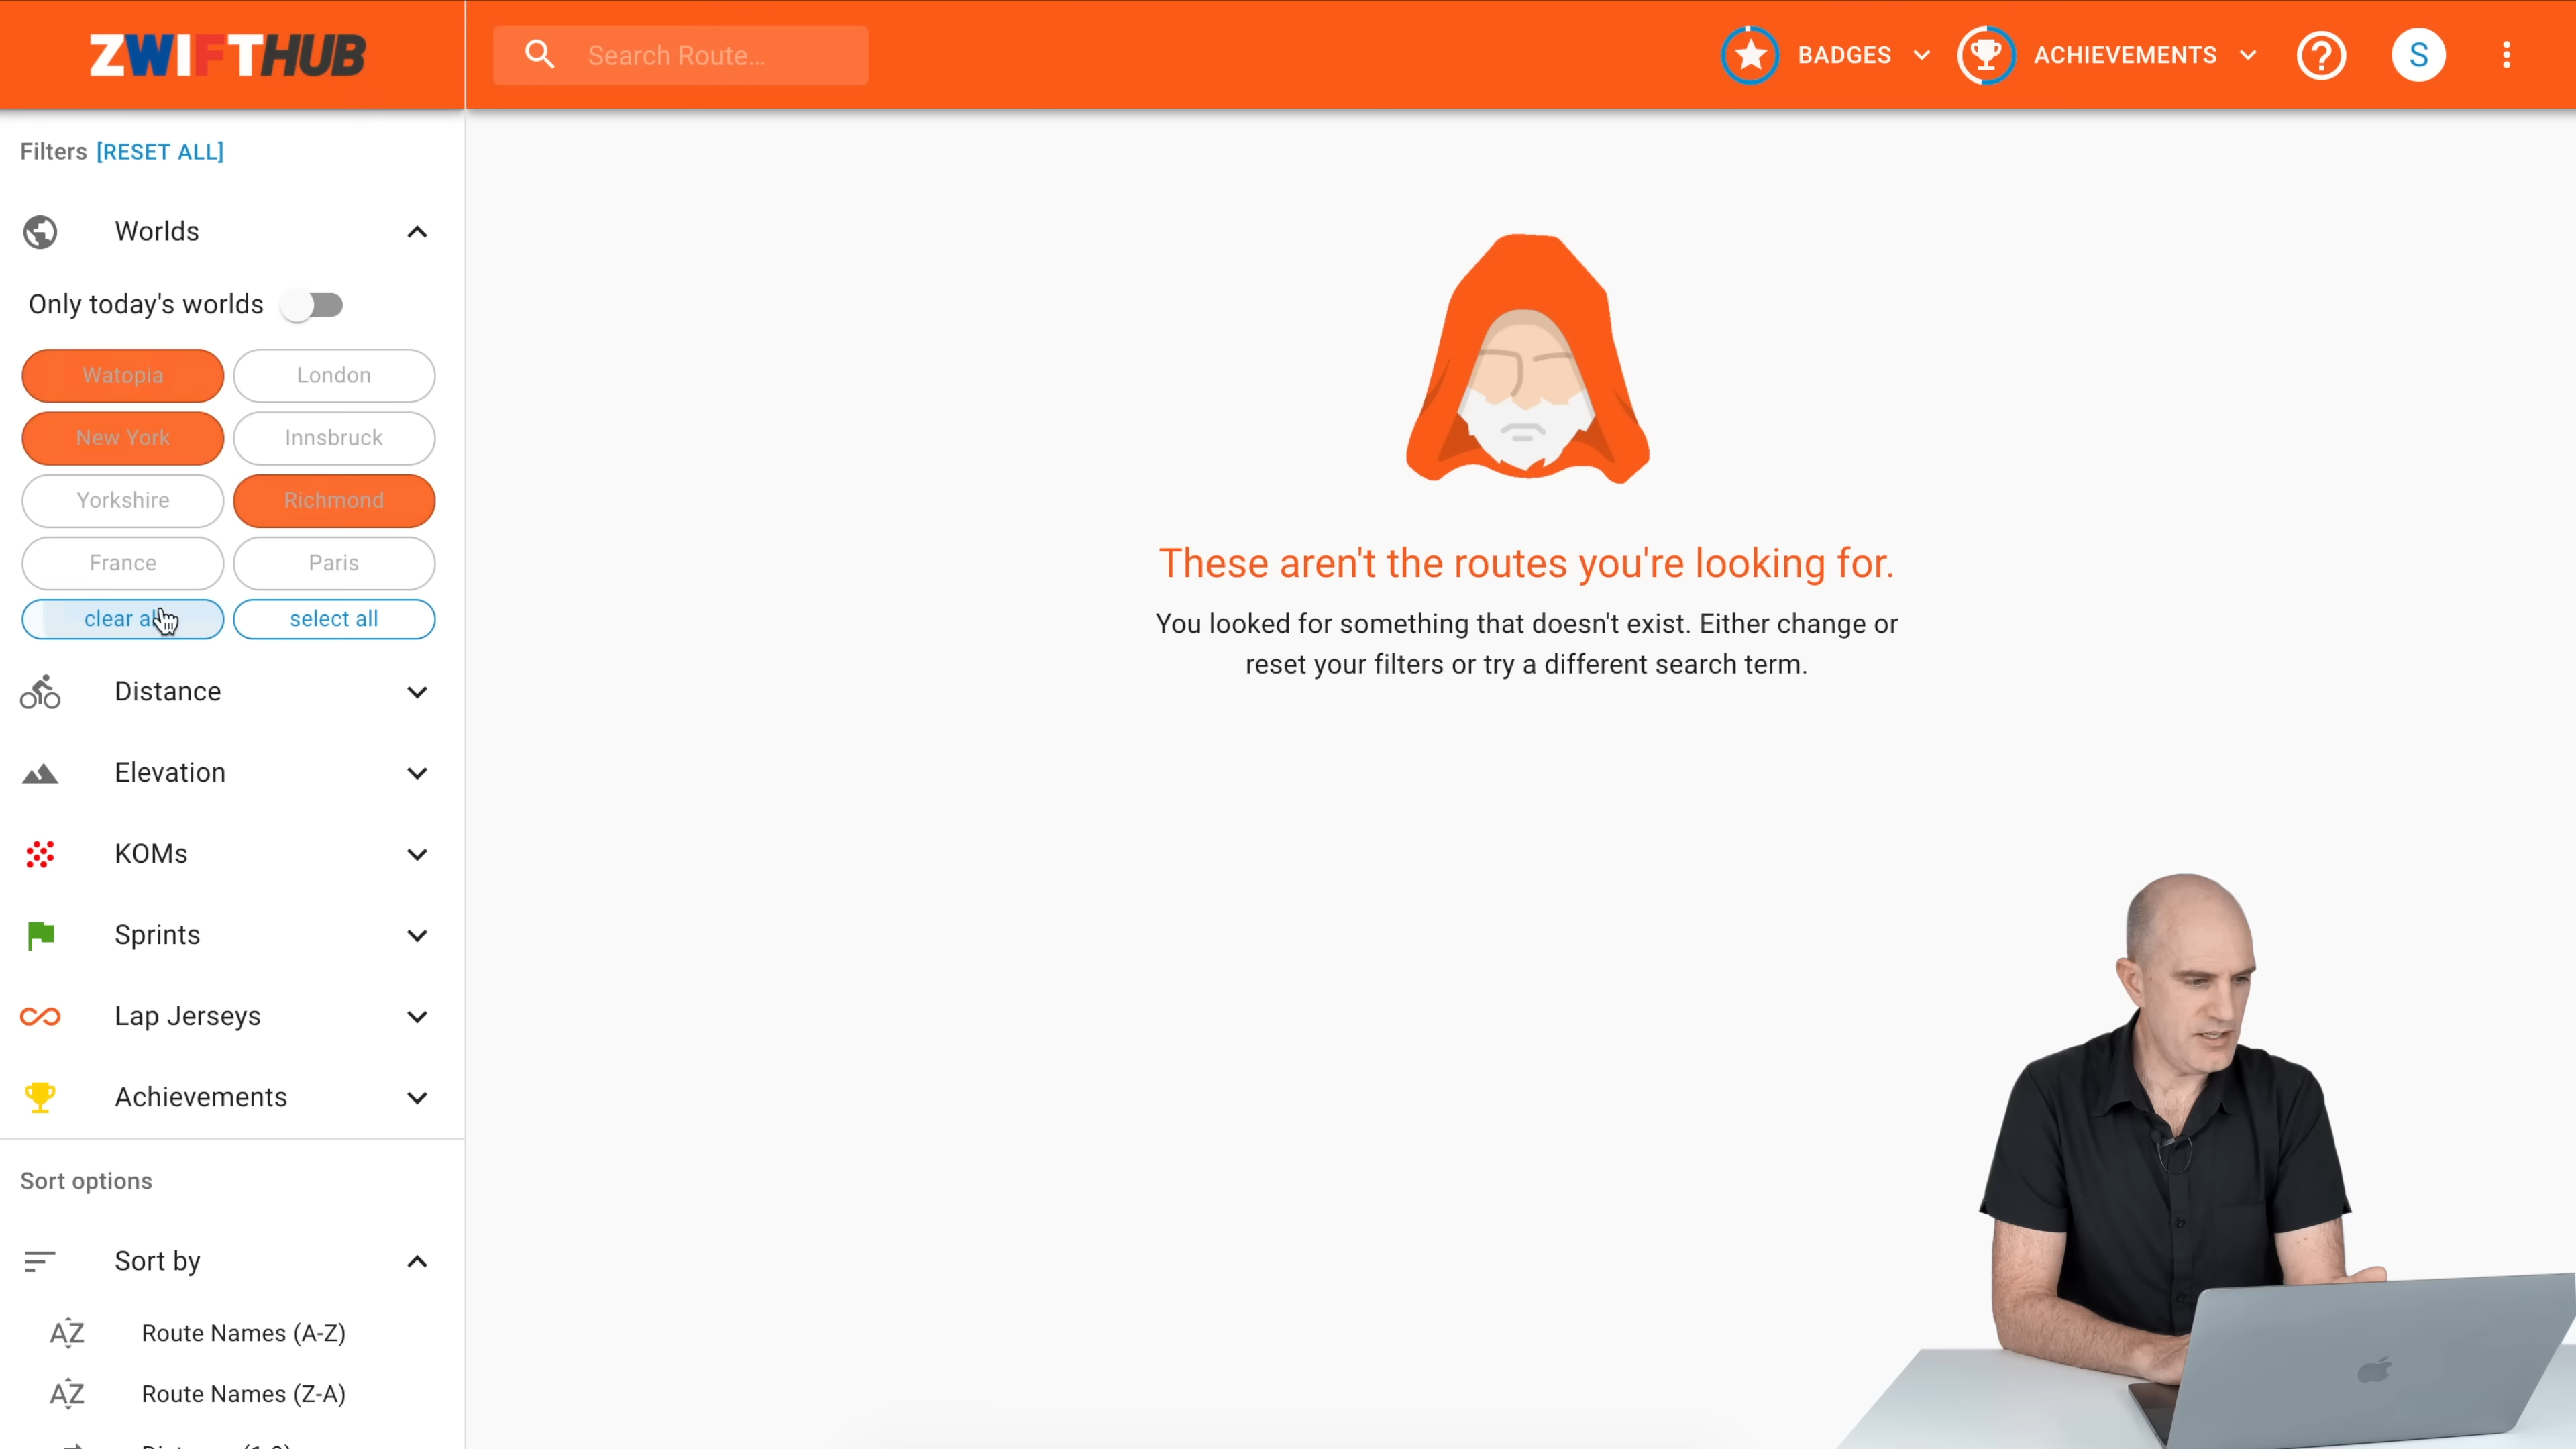 ZWIFTHUB
Search Route...
BADGES
ACHIEVEMENTS
S
Filters [RESET ALL]
Worlds
Only today's worlds
Watopia
London
New York
Innsbruck
Yorkshire
Richmond
France
Paris
clear all
select all
Distance
Elevation
KOMs
Sprints
Lap Jerseys
Achievements
Sort options
Sort by
AZ
Route Names (A-Z)
AZ
Route Names (Z-A)
These aren't the routes you're looking for.
You looked for something that doesn't exist. Either change or
reset your filters or try a different search term.